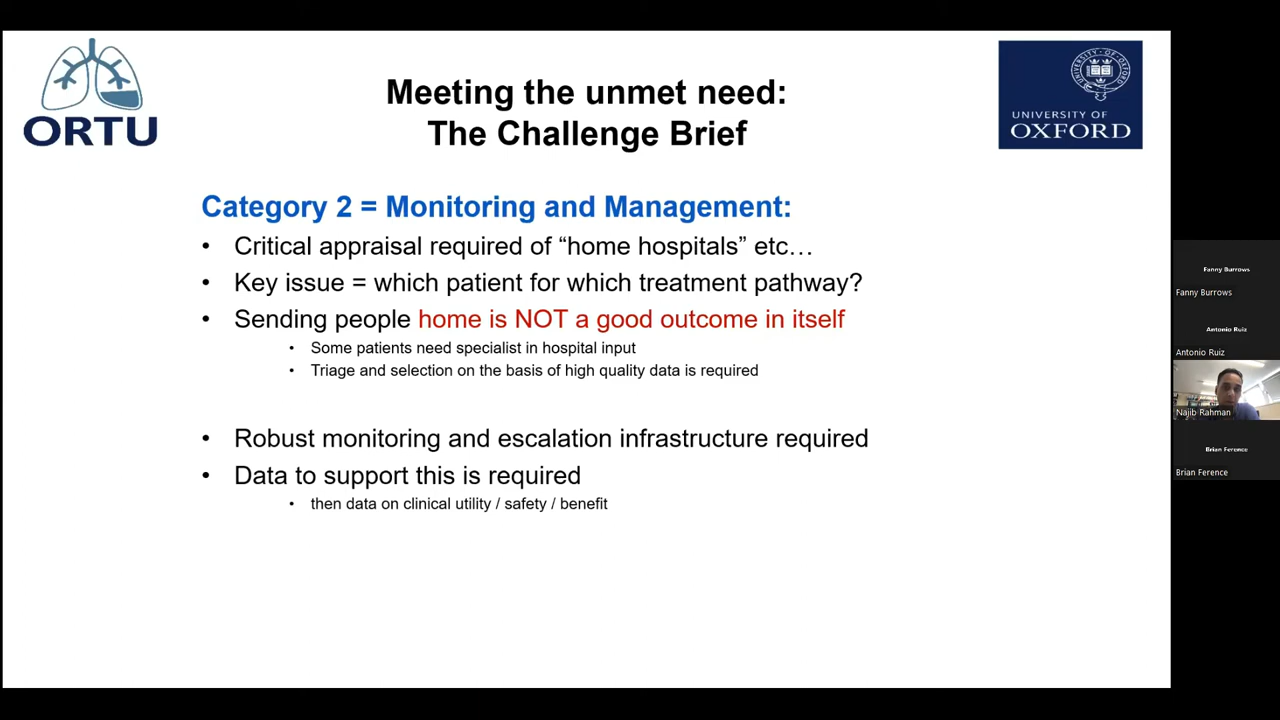 ORTU
Meeting the unmet need:
The Challenge Brief
UNIVERSITY OF
OXFORD
Category 2 = Monitoring and Management:
• Critical appraisal required of “home hospitals” etc…
• Key issue = which patient for which treatment pathway?
• Sending people home is NOT a good outcome in itself
• Some patients need specialist in hospital input
• Triage and selection on the basis of high quality data is required
• Robust monitoring and escalation infrastructure required
• Data to support this is required
• then data on clinical utility / safety / benefit
Fanny Burrows
Fanny Burrows
Antonio Ruiz
Antonio Ruiz
Najib Rahman
Brian Ference
Brian Ference